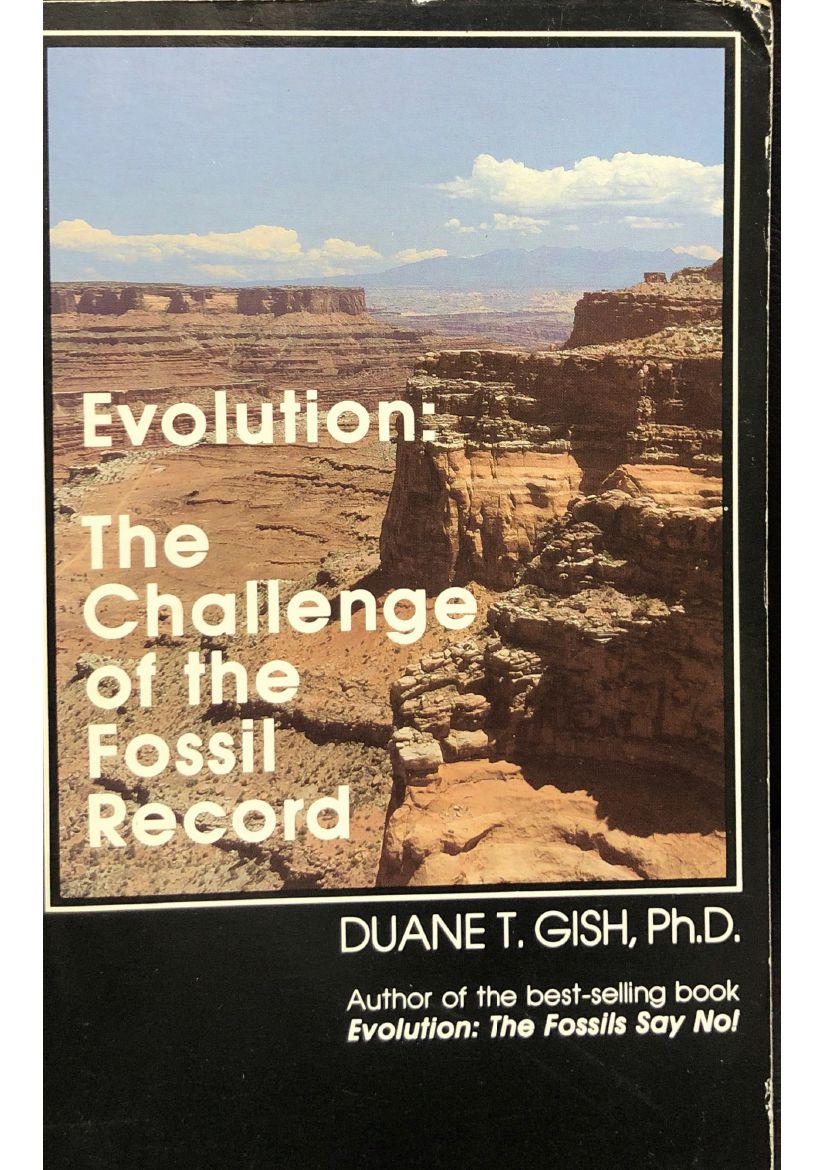 Evolution:
The
Challenge
of the
Fossil
Record
DUANE T. GISH, Ph.D.
Author of the best-selling book
Evolution: The Fossils Say No!